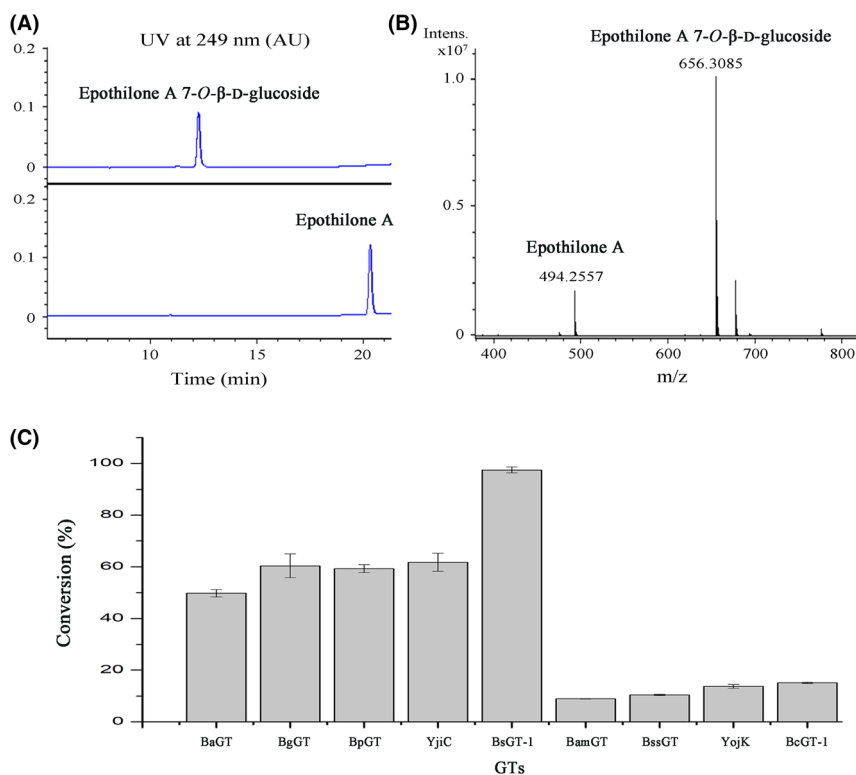 (A)
UV at 249 nm (AU)
0.2
Epothilone A 7-O-β-D-glucoside
0.1
0
0.2
Epothilone A
0.1
0
10 15 20
Time (min)
(B)
Intens.
x10⁷
Epothilone A 7-O-β-D-glucoside
656.3085
1.0
0.5
Epothilone A
494.2557
0
400 500 600 700 800
m/z
(C)
Conversion (%)
100
80
60
40
20
0
BaGT BgGT BpGT YjiC BsGT-1 BamGT BssGT YojK BcGT-1
GTs